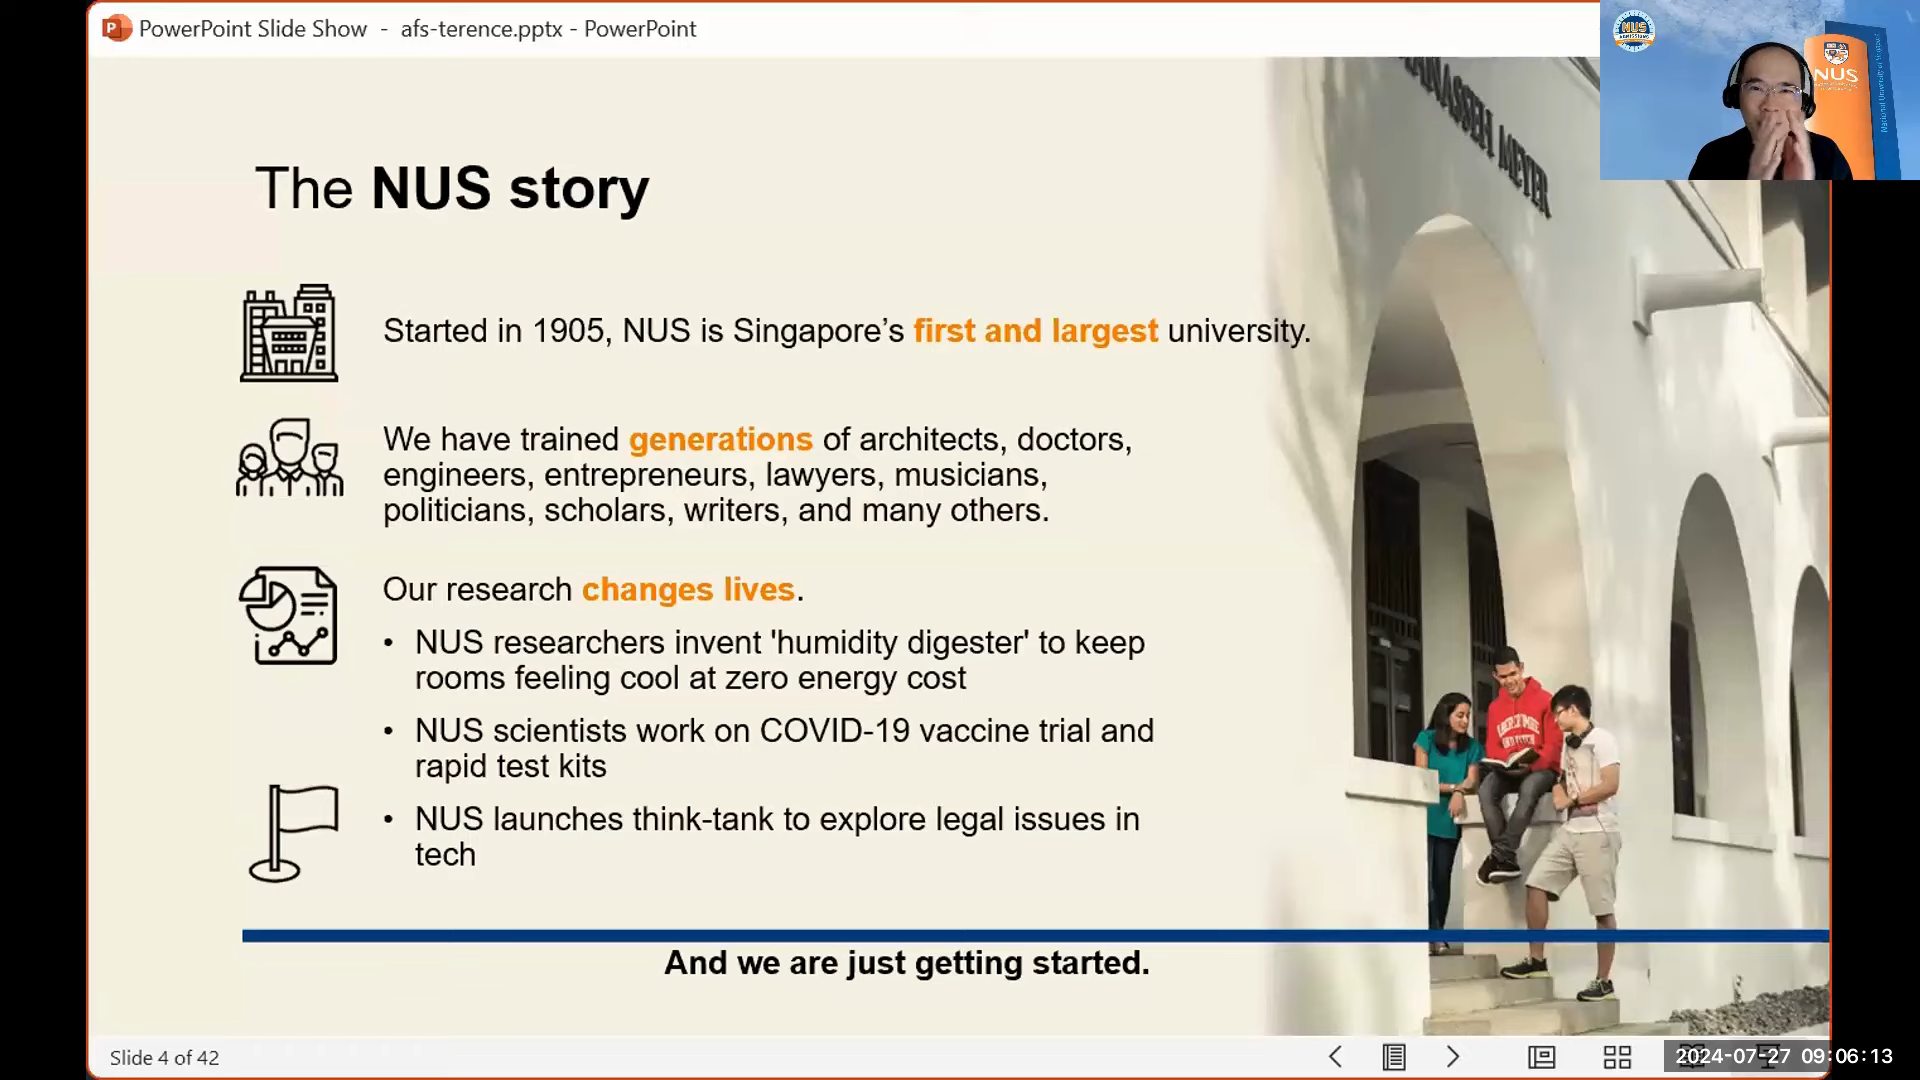 PowerPoint Slide Show - afs-terence.pptx - PowerPoint
NUS
NUS
The NUS story
MANASSEH MEYER
Started in 1905, NUS is Singapore’s first and largest university.
We have trained generations of architects, doctors,
engineers, entrepreneurs, lawyers, musicians,
politicians, scholars, writers, and many others.
Our research changes lives.
• NUS researchers invent 'humidity digester' to keep
rooms feeling cool at zero energy cost
• NUS scientists work on COVID-19 vaccine trial and
rapid test kits
• NUS launches think-tank to explore legal issues in
tech
And we are just getting started.
Slide 4 of 42
2024-07-27 09:06:13